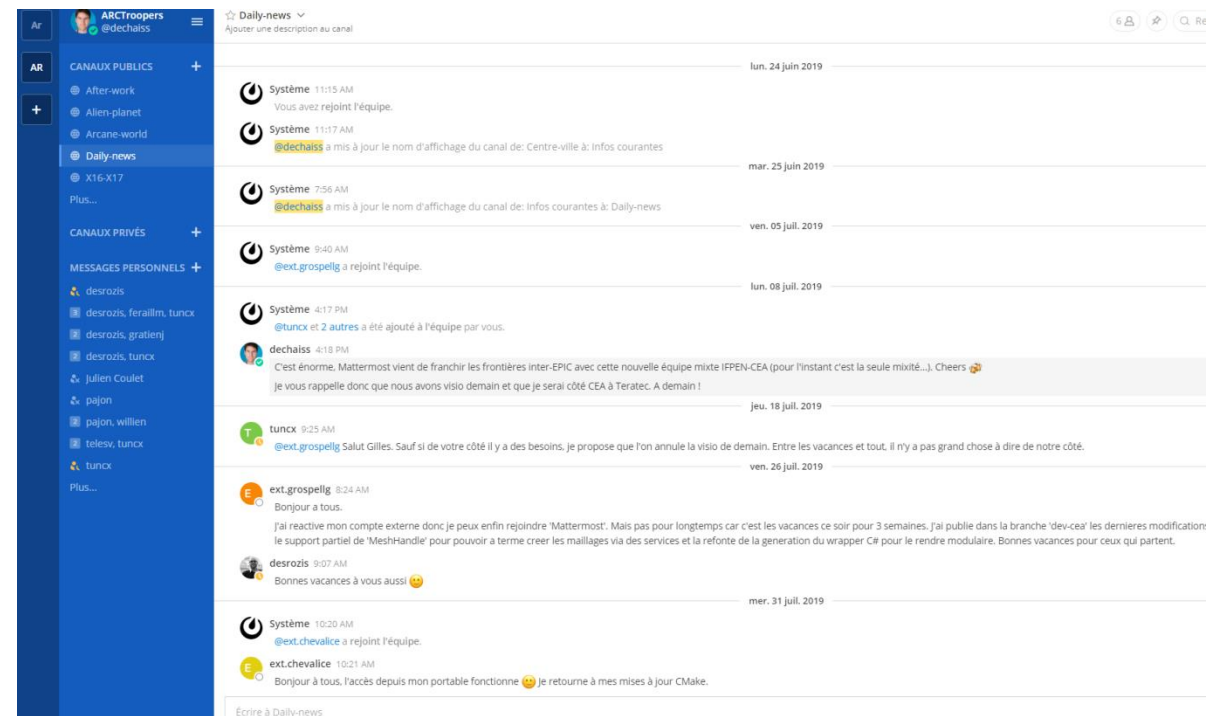 Ar
AR
+
ARCTroopers
@dechaiss
CANAUX PUBLICS +
After-work
Alien-planet
Arcane-world
Daily-news
X16-X17
Plus...
CANAUX PRIVÉS +
MESSAGES PERSONNELS +
desrozis
3 desrozis, feraillm, tuncx
2 desrozis, gratienj
2 desrozis, tuncx
Julien Coulet
pajon
2 pajon, willien
2 telesv, tuncx
tuncx
Plus...
Daily-news
Ajouter une description au canal
6
Re
lun. 24 juin 2019
Système 11:15 AM
Vous avez rejoint l'équipe.
Système 11:17 AM
@dechaiss a mis à jour le nom d'affichage du canal de: Centre-ville à: Infos courantes
mar. 25 juin 2019
Système 7:56 AM
@dechaiss a mis à jour le nom d'affichage du canal de: Infos courantes à: Daily-news
ven. 05 juil. 2019
Système 9:40 AM
@ext.grospellg a rejoint l'équipe.
lun. 08 juil. 2019
Système 4:17 PM
@tuncx et 2 autres a été ajouté à l'équipe par vous.
dechaiss 4:18 PM
C'est énorme, Mattermost vient de franchir les frontières inter-EPIC avec cette nouvelle équipe mixte IFPEN-CEA (pour l'instant c'est la seule mixité...). Cheers
Je vous rappelle donc que nous avons visio demain et que je serai côté CEA à Teratec. A demain !
jeu. 18 juil. 2019
T
tuncx 9:25 AM
@ext.grospellg Salut Gilles. Sauf si de votre côté il y a des besoins, je propose que l'on annule la visio de demain. Entre les vacances et tout, il n'y a pas grand chose à dire de notre côté.
ven. 26 juil. 2019
E
ext.grospellg 8:24 AM
Bonjour a tous.
J'ai reactive mon compte externe donc je peux enfin rejoindre 'Mattermost'. Mais pas pour longtemps car c'est les vacances ce soir pour 3 semaines. J'ai publie dans la branche 'dev-cea' les dernieres modifications
le support partiel de 'MeshHandle' pour pouvoir a terme creer les maillages via des services et la refonte de la generation du wrapper C# pour le rendre modulaire. Bonnes vacances pour ceux qui partent.
desrozis 9:07 AM
Bonnes vacances à vous aussi
mer. 31 juil. 2019
Système 10:20 AM
@ext.chevalice a rejoint l'équipe.
E
ext.chevalice 10:21 AM
Bonjour à tous, l'accès depuis mon portable fonctionne Je retourne à mes mises à jour CMake.
Écrire à Daily-news